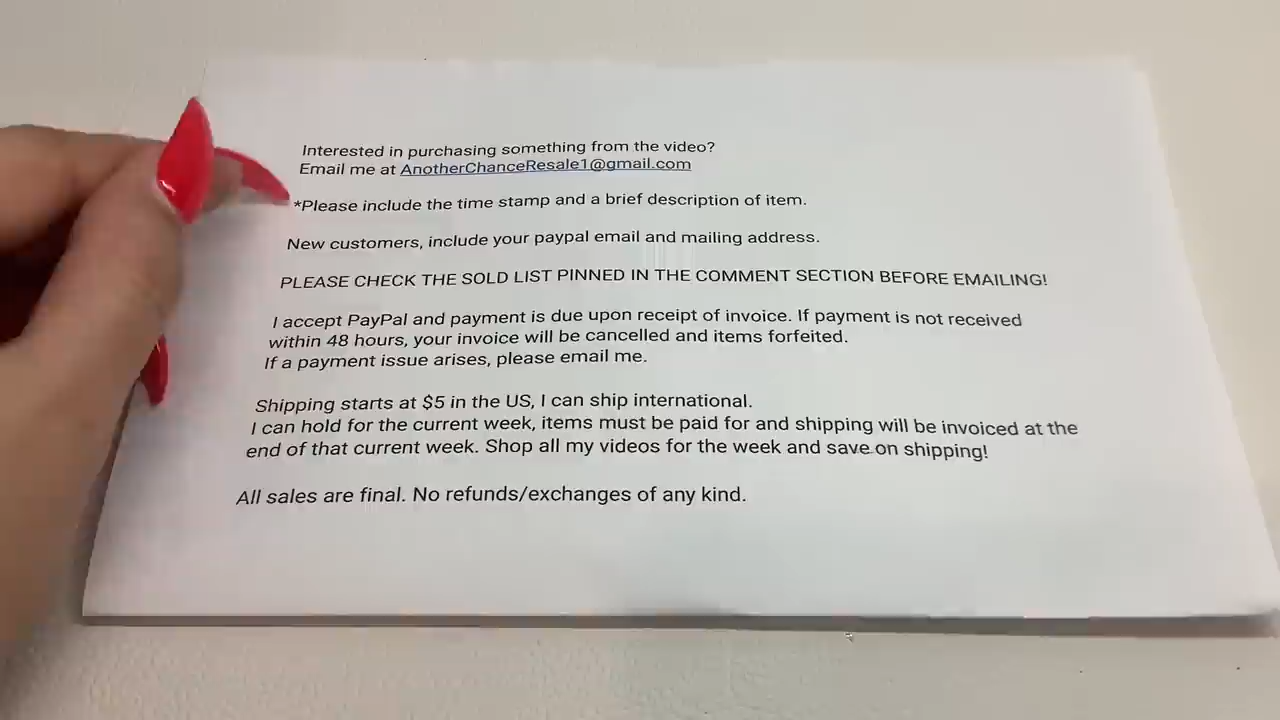 Interested in purchasing something from the video?
Email me at AnotherChanceResale1@gmail.com
*Please include the time stamp and a brief description of item.
New customers, include your paypal email and mailing address.
PLEASE CHECK THE SOLD LIST PINNED IN THE COMMENT SECTION BEFORE EMAILING!
I accept PayPal and payment is due upon receipt of invoice. If payment is not received
within 48 hours, your invoice will be cancelled and items forfeited.
If a payment issue arises, please email me.
Shipping starts at $5 in the US, I can ship international.
I can hold for the current week, items must be paid for and shipping will be invoiced at the
end of that current week. Shop all my videos for the week and save on shipping!
All sales are final. No refunds/exchanges of any kind.